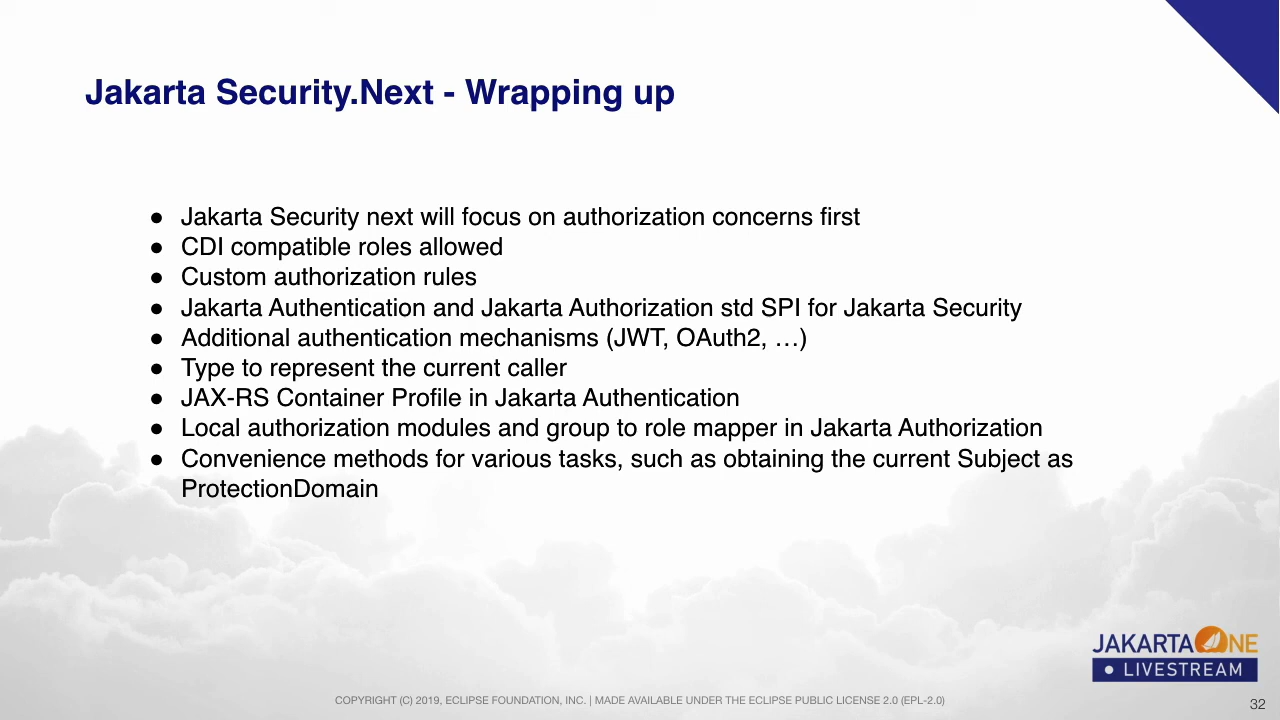 Jakarta Security.Next - Wrapping up
● Jakarta Security next will focus on authorization concerns first
● CDI compatible roles allowed
● Custom authorization rules
● Jakarta Authentication and Jakarta Authorization std SPI for Jakarta Security
● Additional authentication mechanisms (JWT, OAuth2, …)
● Type to represent the current caller
● JAX-RS Container Profile in Jakarta Authentication
● Local authorization modules and group to role mapper in Jakarta Authorization
● Convenience methods for various tasks, such as obtaining the current Subject as
ProtectionDomain
JAKARTA ONE
● LIVESTREAM
COPYRIGHT (C) 2019, ECLIPSE FOUNDATION, INC. | MADE AVAILABLE UNDER THE ECLIPSE PUBLIC LICENSE 2.0 (EPL-2.0)
32